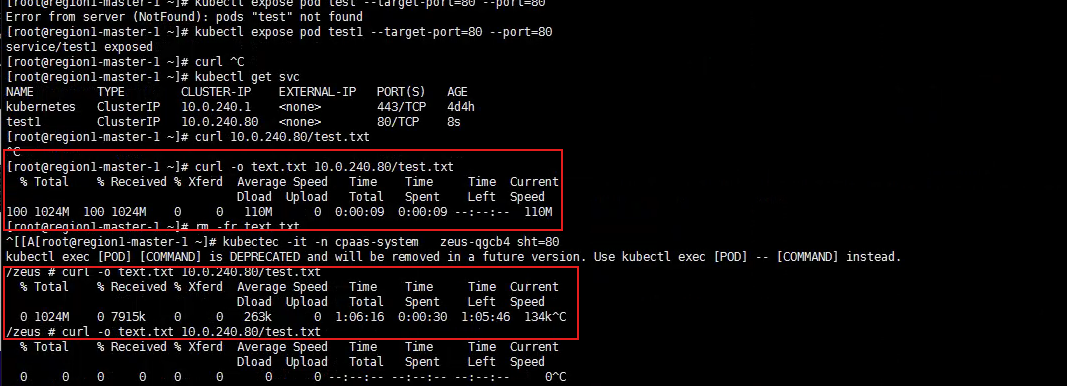 [root@region1-master-1 ~]# kubectl expose pod test --target-port=80 --port=80
Error from server (NotFound): pods "test" not found
[root@region1-master-1 ~]# kubectl expose pod test1 --target-port=80 --port=80
service/test1 exposed
[root@region1-master-1 ~]# curl ^C
[root@region1-master-1 ~]# kubectl get svc
NAME         TYPE        CLUSTER-IP    EXTERNAL-IP   PORT(S)   AGE
kubernetes   ClusterIP   10.0.240.1    <none>        443/TCP   4d4h
test1        ClusterIP   10.0.240.80   <none>        80/TCP    8s
[root@region1-master-1 ~]# curl 10.0.240.80/test.txt
^C
[root@region1-master-1 ~]# curl -o text.txt 10.0.240.80/test.txt
  % Total    % Received % Xferd  Average Speed   Time    Time     Time  Current
                                 Dload  Upload   Total   Spent    Left  Speed
100 1024M  100 1024M    0     0   110M      0  0:00:09  0:00:09 --:--:--  110M
[root@region1-master-1 ~]# rm -fr text.txt
^[[A[root@region1-master-1 ~]# kubectec -it -n cpaas-system   zeus-qgcb4 sht=80
kubectl exec [POD] [COMMAND] is DEPRECATED and will be removed in a future version. Use kubectl exec [POD] -- [COMMAND] instead.
/zeus # curl -o text.txt 10.0.240.80/test.txt
  % Total    % Received % Xferd  Average Speed   Time    Time     Time  Current
                                 Dload  Upload   Total   Spent    Left  Speed
  0 1024M    0 7915k    0     0   263k      0  1:06:16  0:00:30  1:05:46  134k^C
/zeus # curl -o text.txt 10.0.240.80/test.txt
  % Total    % Received % Xferd  Average Speed   Time    Time     Time  Current
                                 Dload  Upload   Total   Spent    Left  Speed
  0     0    0     0    0     0      0      0 --:--:-- --:--:-- --:--:--     0^C